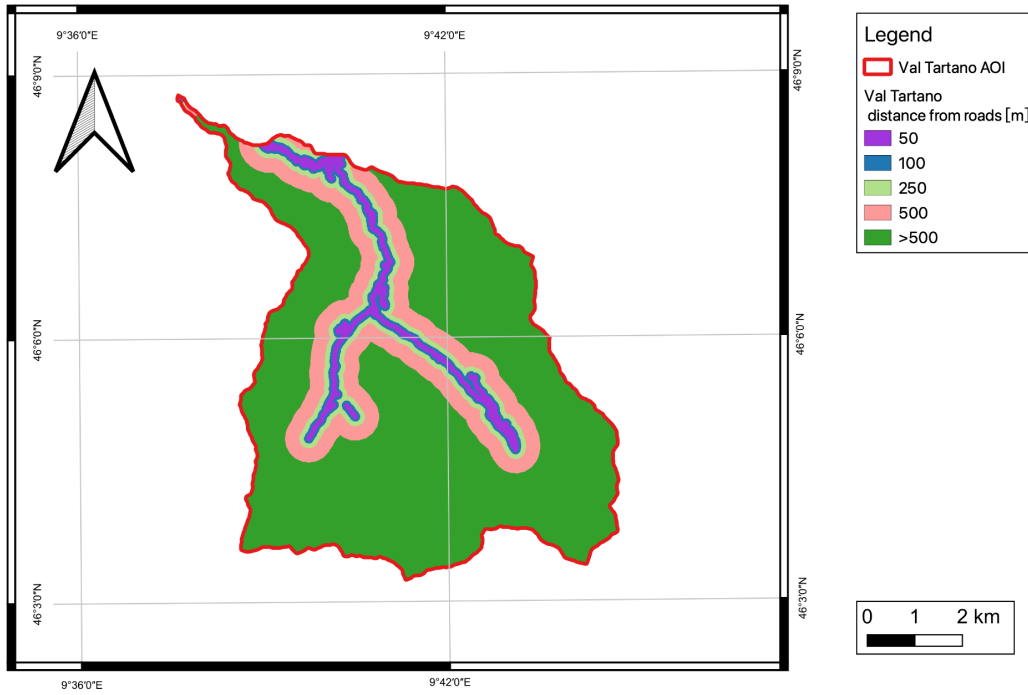 9°36'0"E 9°42'0"E
46°9'0"N 46°9'0"N
46°6'0"N 46°6'0"N
46°3'0"N 46°3'0"N
9°36'0"E 9°42'0"E
Legend
Val Tartano AOI
Val Tartano
distance from roads [m]
50
100
250
500
>500
0 1 2 km